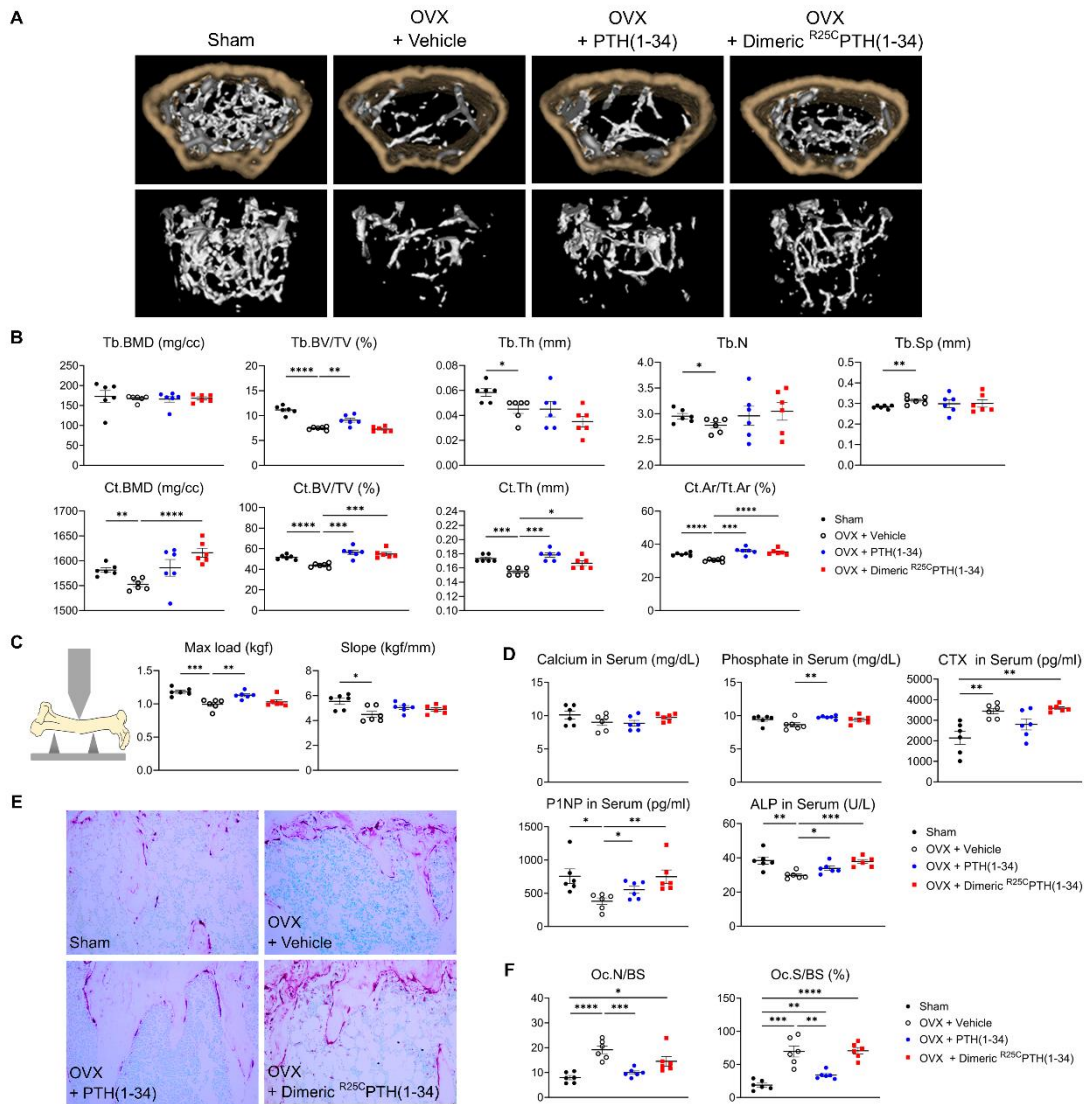 A
Sham
OVX
+ Vehicle
OVX
+ PTH(1-34)
OVX
+ Dimeric R25CPTH(1-34)
B
Tb.BMD (mg/cc)
250
200
150
100
50
0
Tb.BV/TV (%)
20
15
10
5
0
**** **
Tb.Th (mm)
0.08
0.06
0.04
0.02
0.00
*
Tb.N
4.0
3.5
3.0
2.5
2.0
*
Tb.Sp (mm)
0.5
0.4
0.3
0.2
0.1
0.0
**
Ct.BMD (mg/cc)
1700
1650
1600
1550
1500
** ****
Ct.BV/TV (%)
100
80
60
40
20
0
***
**** ***
Ct.Th (mm)
0.24
0.22
0.20
0.18
0.16
0.14
0.12
0.10
*
*** ***
Ct.Ar/Tt.Ar (%)
60
40
20
0
****
**** ***
Sham
OVX + Vehicle
OVX + PTH(1-34)
OVX + Dimeric R25CPTH(1-34)
C
Max load (kgf)
1.5
1.0
0.5
0.0
*** **
Slope (kgf/mm)
8
6
4
2
0
*
D
Calcium in Serum (mg/dL)
15
10
5
0
Phosphate in Serum (mg/dL)
15
10
5
0
**
CTX in Serum (pg/ml)
5000
4000
3000
2000
1000
0
**
**
P1NP in Serum (pg/ml)
1500
1000
500
0
* **
*
ALP in Serum (U/L)
60
40
20
0
** ***
*
Sham
OVX + Vehicle
OVX + PTH(1-34)
OVX + Dimeric R25CPTH(1-34)
E
Sham
OVX
+ Vehicle
OVX
+ PTH(1-34)
OVX
+ Dimeric R25CPTH(1-34)
F
Oc.N/BS
40
30
20
10
0
*
**** ***
Oc.S/BS (%)
150
100
50
0
****
**
*** **
Sham
OVX + Vehicle
OVX + PTH(1-34)
OVX + Dimeric R25CPTH(1-34)